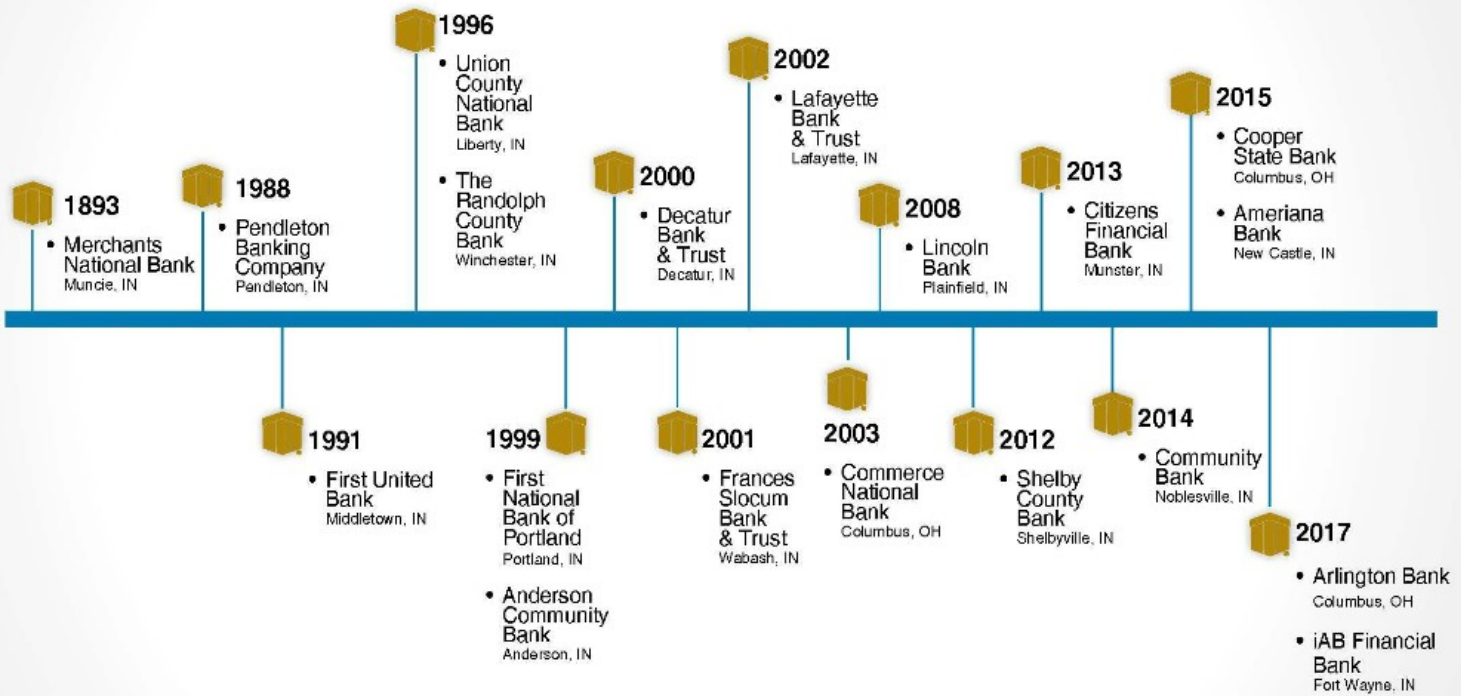 1893
• Merchants
National Bank
Muncie, IN
1988
• Pendleton
Banking
Company
Pendleton, IN
1991
• First United
Bank
Middletown, IN
1996
• Union
County
National
Bank
Liberty, IN
• The
Randolph
County
Bank
Winchester, IN
1999
• First
National
Bank of
Portland
Portland, IN
• Anderson
Community
Bank
Anderson, IN
2000
• Decatur
Bank
& Trust
Decatur, IN
2001
• Frances
Slocum
Bank
& Trust
Wabash, IN
2002
• Lafayette
Bank
& Trust
Lafayette, IN
2003
• Commerce
National
Bank
Columbus, OH
2008
• Lincoln
Bank
Plainfield, IN
2012
• Shelby
County
Bank
Shelbyville, IN
2013
• Citizens
Financial
Bank
Munster, IN
2014
• Community
Bank
Noblesville, IN
2015
• Cooper
State Bank
Columbus, OH
• Ameriana
Bank
New Castle, IN
2017
• Arlington Bank
Columbus, OH
• iAB Financial
Bank
Fort Wayne, IN